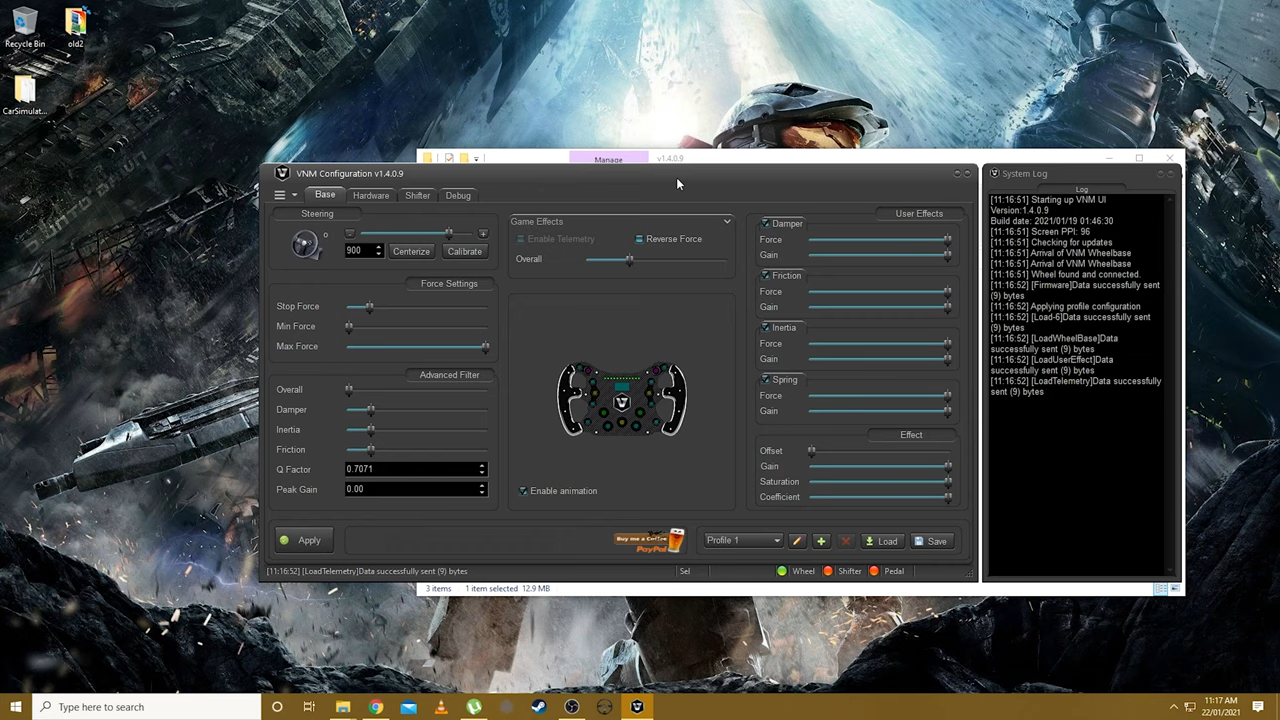 Recycle Bin
old2
CarSimulat...
Manage
v1.4.0.9
VNM Configuration v1.4.0.9
Base
Hardware
Shifter
Debug
Steering
900
Centerize
Calibrate
Force Settings
Stop Force
Min Force
Max Force
Advanced Filter
Overall
Damper
Inertia
Friction
Q Factor
0.7071
Peak Gain
0.00
Game Effects
Enable Telemetry
Reverse Force
Overall
Enable animation
User Effects
Damper
Force
Gain
Friction
Force
Gain
Inertia
Force
Gain
Spring
Force
Gain
Effect
Offset
Gain
Saturation
Coefficient
Apply
Buy me a Coffee
PayPal
Profile 1
Load
Save
[11:16:52] [LoadTelemetry]Data successfully sent (9) bytes
Sel
Wheel
Shifter
Pedal
System Log
Log
[11:16:51] Starting up VNM UI
Version:1.4.0.9
Build date: 2021/01/19 01:46:30
[11:16:51] Screen PPI: 96
[11:16:51] Checking for updates
[11:16:51] Arrival of VNM Wheelbase
[11:16:51] Arrival of VNM Wheelbase
[11:16:51] Wheel found and connected.
[11:16:52] [Firmware]Data successfully sent
(9) bytes
[11:16:52] Applying profile configuration
[11:16:52] [Load-6]Data successfully sent
(9) bytes
[11:16:52] [LoadWheelBase]Data
successfully sent (9) bytes
[11:16:52] [LoadUserEffect]Data
successfully sent (9) bytes
[11:16:52] [LoadTelemetry]Data successfully
sent (9) bytes
3 items
1 item selected 12.9 MB
Type here to search
11:17 AM
22/01/2021